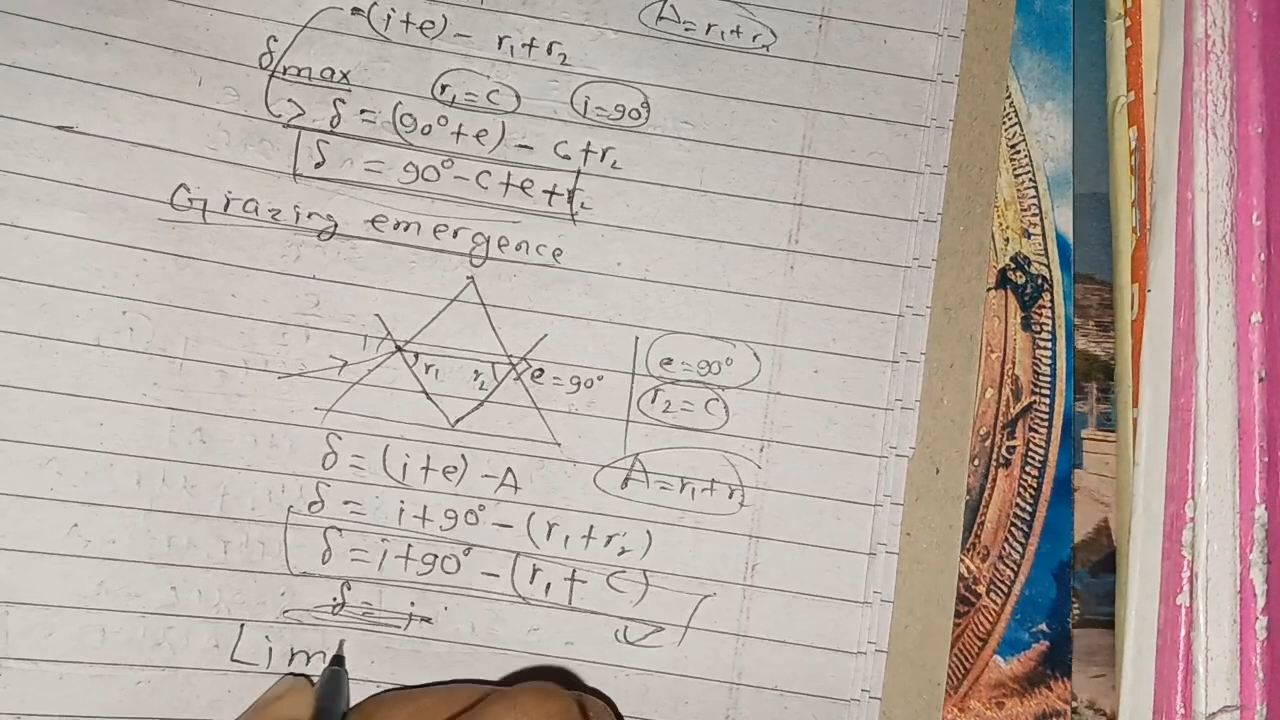 =(i+e) - r₁+r₂
A=r₁+r₂
δmax
r₁=c
i=90°
δ = (90°+e) - c+r₂
δ = 90°-c+e+r₂
Grazing emergence
r₁
r₂
e=90°
e=90°
r₂=c
δ=(i+e)-A
A=r₁+r₂
δ= i+90°-(r₁+r₂)
δ=i+90°-(r₁+C)
δ= i
Lim